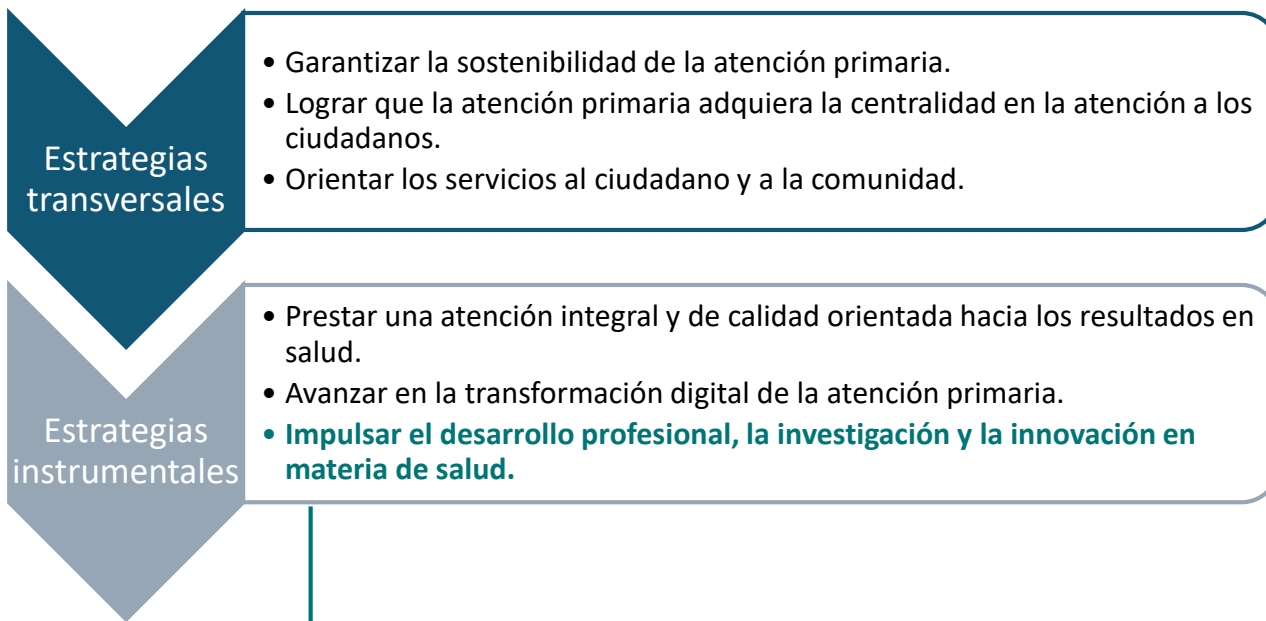 Estrategias
transversales
• Garantizar la sostenibilidad de la atención primaria.
• Lograr que la atención primaria adquiera la centralidad en la atención a los
ciudadanos.
• Orientar los servicios al ciudadano y a la comunidad.
Estrategias
instrumentales
• Prestar una atención integral y de calidad orientada hacia los resultados en
salud.
• Avanzar en la transformación digital de la atención primaria.
• Impulsar el desarrollo profesional, la investigación y la innovación en
materia de salud.